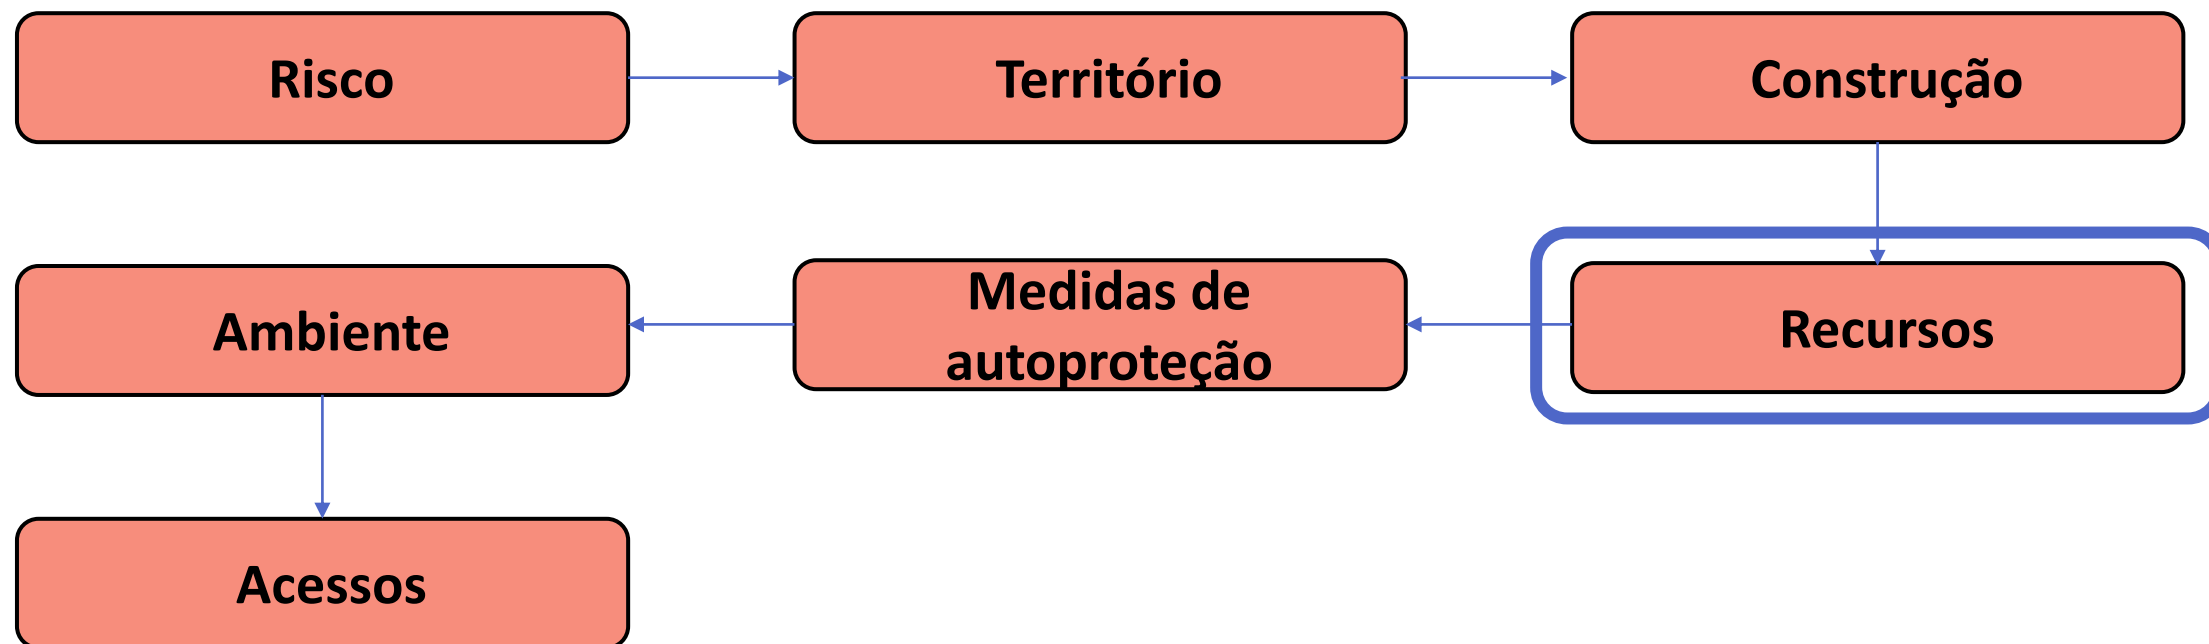 Risco
Território
Construção
Ambiente
Medidas de
autoproteção
Recursos
Acessos